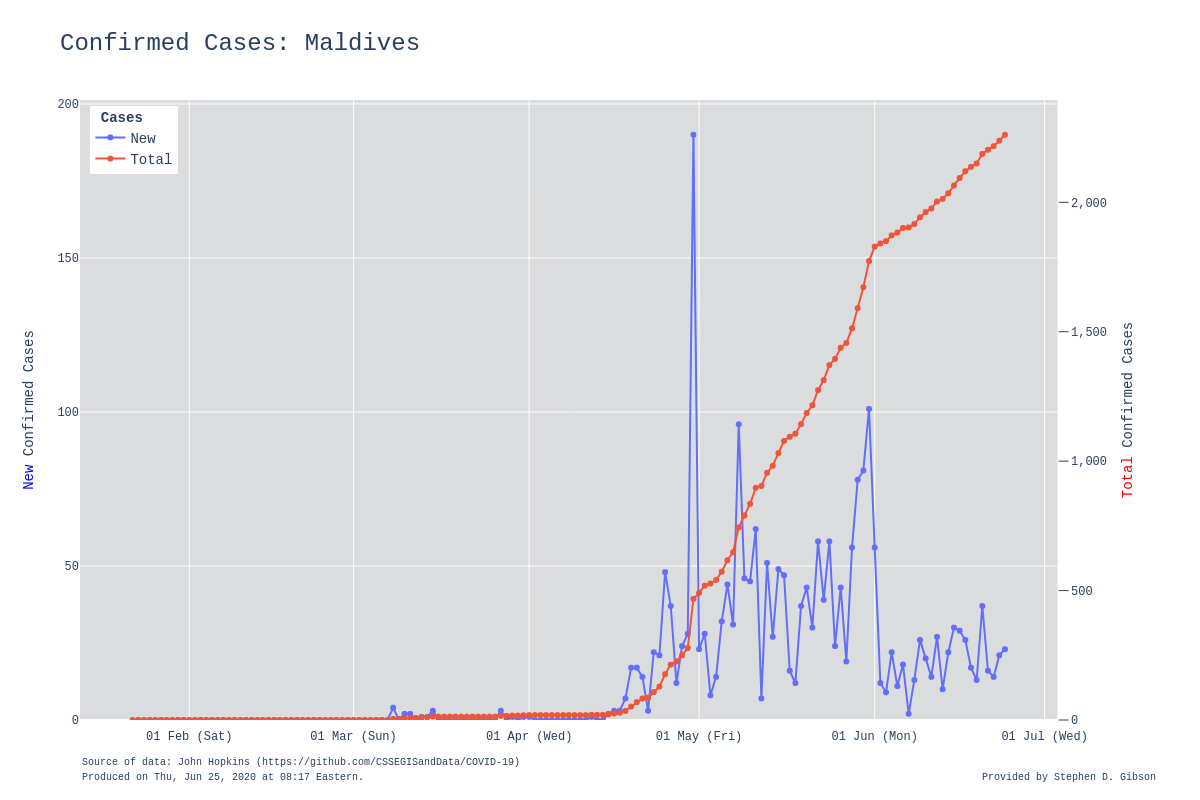 Confirmed Cases: Maldives
Cases
New
Total
200
150
100
50
0
New Confirmed Cases
2,000
1,500
1,000
500
0
Total Confirmed Cases
01 Feb (Sat)
01 Mar (Sun)
01 Apr (Wed)
01 May (Fri)
01 Jun (Mon)
01 Jul (Wed)
Source of data: John Hopkins (https://github.com/CSSEGISandData/COVID-19)
Produced on Thu, Jun 25, 2020 at 08:17 Eastern.
Provided by Stephen D. Gibson